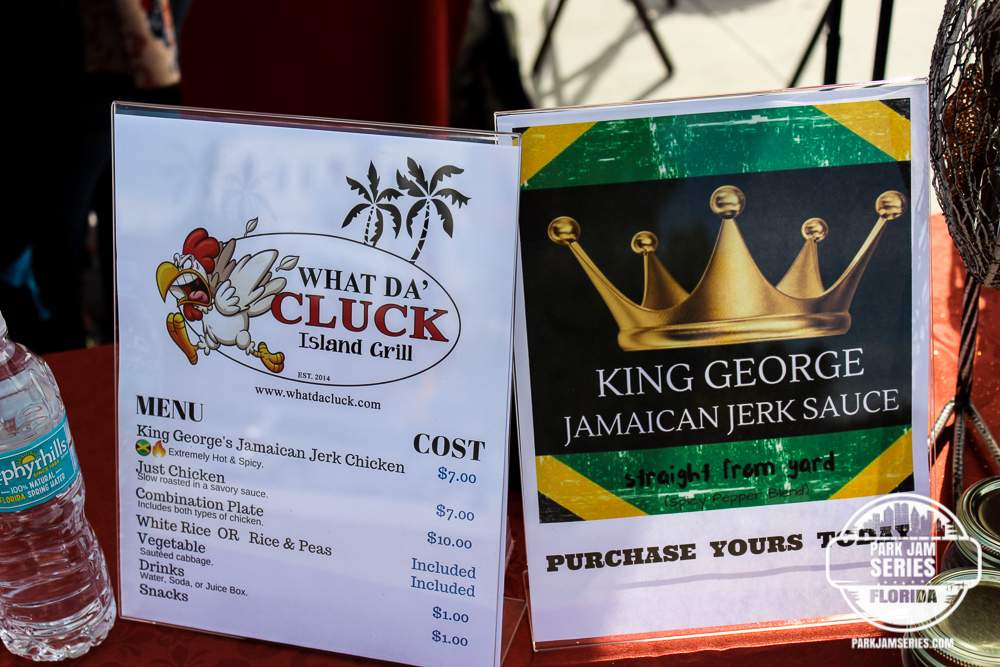 WHAT DA'
CLUCK
Island Grill
EST. 2014
www.whatdacluck.com
MENU COST
King George's Jamaican Jerk Chicken $7.00
Extremely Hot & Spicy.
Just Chicken $7.00
Slow roasted in a savory sauce.
Combination Plate $10.00
Includes both types of chicken.
White Rice OR Rice & Peas Included
Vegetable Included
Sautéed cabbage.
Drinks $1.00
Water, Soda, or Juice Box.
Snacks $1.00
KING GEORGE
JAMAICAN JERK SAUCE
straight from yard
(Spicy Pepper Blend)
PURCHASE YOURS TODAY
phyrhills
100% NATURAL
FLORIDA SPRING WATER
PARK JAM
SERIES
FLORIDA
PARKJAMSERIES.COM